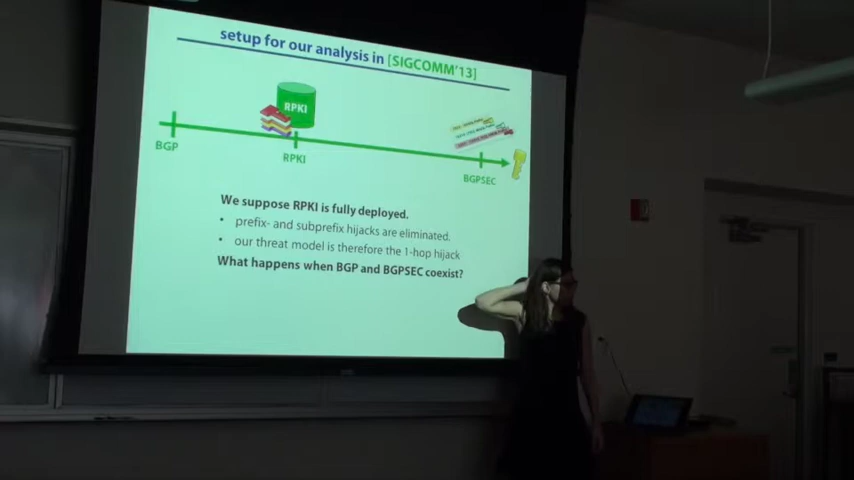 setup for our analysis in [SIGCOMM'13]
RPKI
BGP
RPKI
BGPSEC
We suppose RPKI is fully deployed.
• prefix- and subprefix hijacks are eliminated.
• our threat model is therefore the 1-hop hijack
What happens when BGP and BGPSEC coexist?